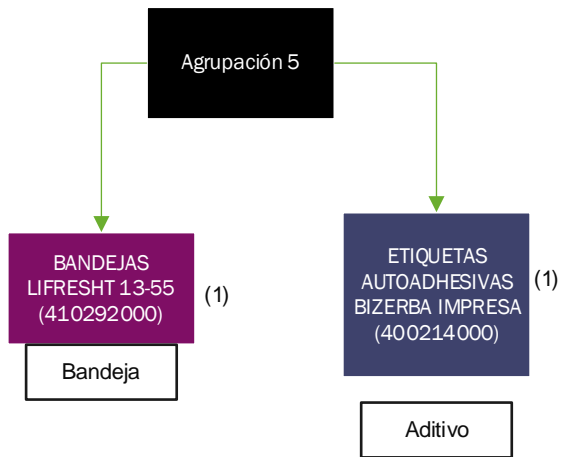 Agrupación 5
BANDEJAS
LIFRESHT 13-55
(410292000)
(1)
Bandeja
ETIQUETAS
AUTOADHESIVAS
BIZERBA IMPRESA
(400214000)
(1)
Aditivo